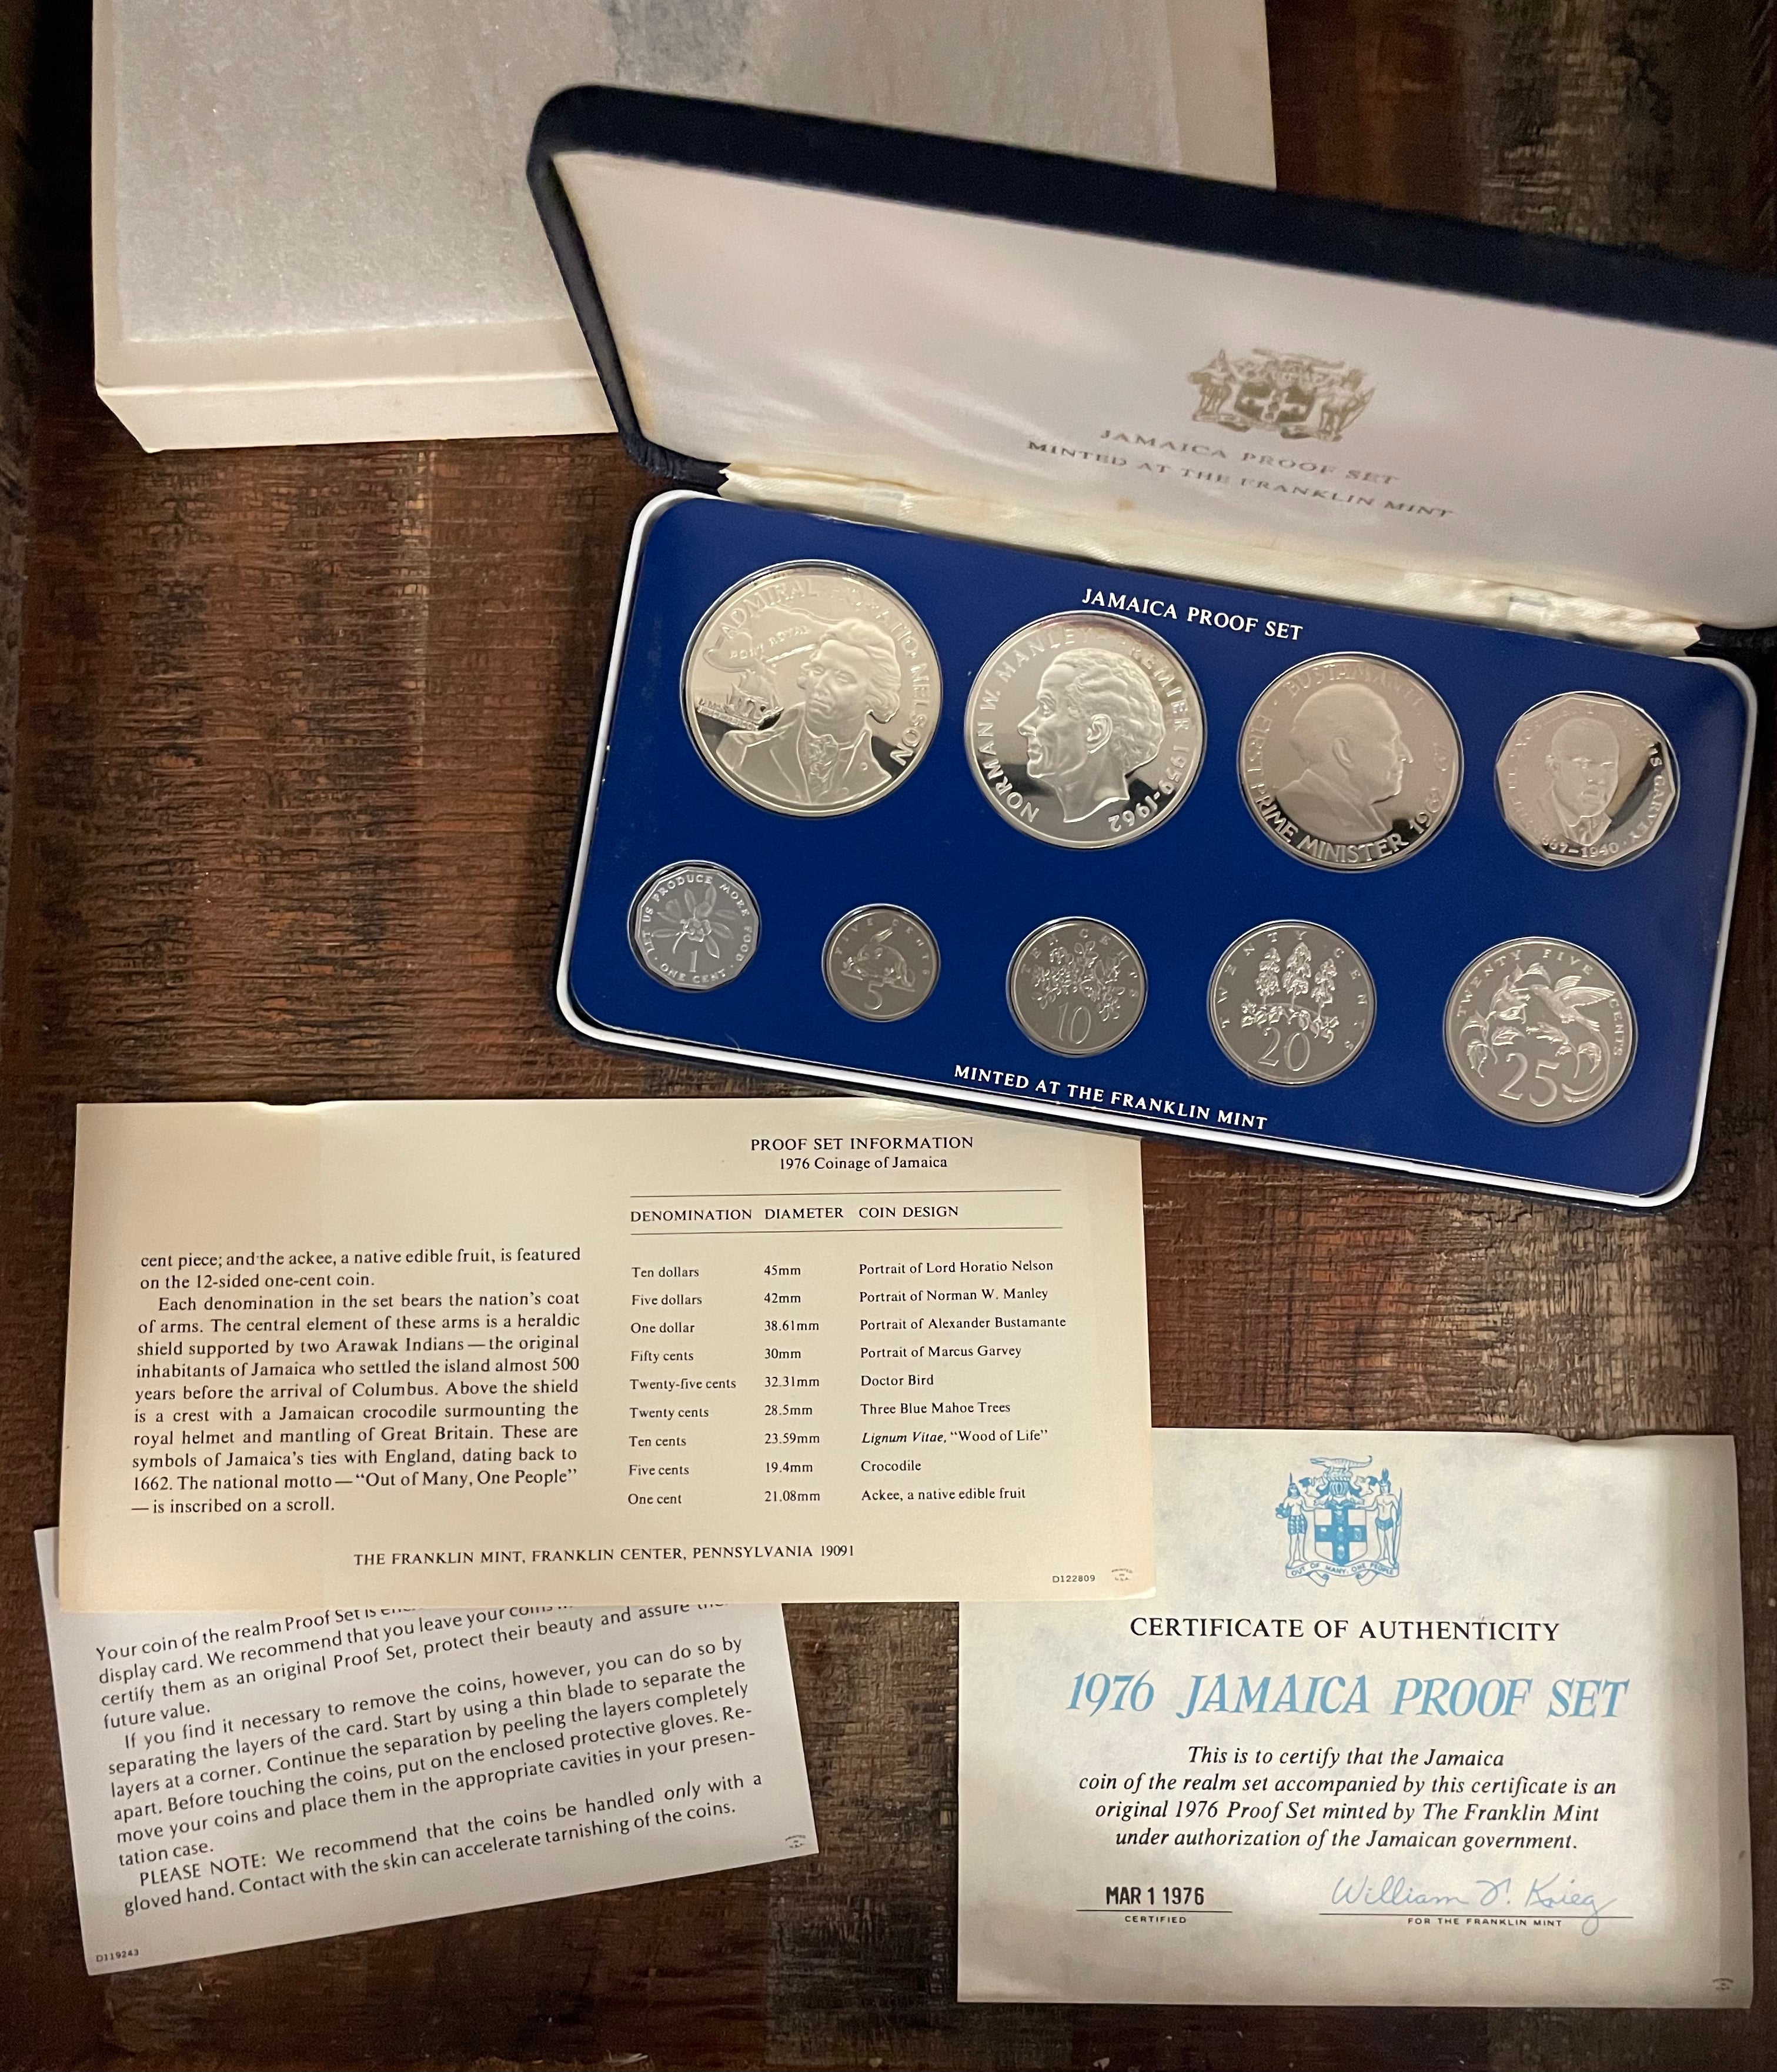 JAMAICA PROOF SET
MINTED AT THE FRANKLIN MINT
JAMAICA PROOF SET
ADMIRAL HORATIO NELSON
PORT ROYAL
NORMAN W. MANLEY · PREMIER 1959-1962
BUSTAMANTE
FIRST PRIME MINISTER 1962
GARVEY
-1940
LET US PRODUCE MORE FOOD
1
· ONE CENT ·
FIVE CENTS
5
TEN CENTS
10
TWENTY CENTS
20
TWENTY FIVE CENTS
25
MINTED AT THE FRANKLIN MINT
cent piece; and the ackee, a native edible fruit, is featured
on the 12-sided one-cent coin.
Each denomination in the set bears the nation's coat
of arms. The central element of these arms is a heraldic
shield supported by two Arawak Indians—the original
inhabitants of Jamaica who settled the island almost 500
years before the arrival of Columbus. Above the shield
is a crest with a Jamaican crocodile surmounting the
royal helmet and mantling of Great Britain. These are
symbols of Jamaica's ties with England, dating back to
1662. The national motto—“Out of Many, One People”
—is inscribed on a scroll.
PROOF SET INFORMATION
1976 Coinage of Jamaica
DENOMINATION DIAMETER COIN DESIGN
Ten dollars 45mm Portrait of Lord Horatio Nelson
Five dollars 42mm Portrait of Norman W. Manley
One dollar 38.61mm Portrait of Alexander Bustamante
Fifty cents 30mm Portrait of Marcus Garvey
Twenty-five cents 32.31mm Doctor Bird
Twenty cents 28.5mm Three Blue Mahoe Trees
Ten cents 23.59mm Lignum Vitae, “Wood of Life”
Five cents 19.4mm Crocodile
One cent 21.08mm Ackee, a native edible fruit
THE FRANKLIN MINT, FRANKLIN CENTER, PENNSYLVANIA 19091
D122809
Your coin of the realm Proof Set is
display card. We recommend that you leave your coins
certify them as an original Proof Set, protect their beauty and assure
future value.
If you find it necessary to remove the coins, however, you can do so by
separating the layers of the card. Start by using a thin blade to separate the
layers at a corner. Continue the separation by peeling the layers completely
apart. Before touching the coins, put on the enclosed protective gloves. Re-
move your coins and place them in the appropriate cavities in your presen-
tation case.
PLEASE NOTE: We recommend that the coins be handled only with a
gloved hand. Contact with the skin can accelerate tarnishing of the coins.
D119243
OUT OF MANY, ONE PEOPLE
CERTIFICATE OF AUTHENTICITY
1976 JAMAICA PROOF SET
This is to certify that the Jamaica
coin of the realm set accompanied by this certificate is an
original 1976 Proof Set minted by The Franklin Mint
under authorization of the Jamaican government.
MAR 1 1976
CERTIFIED
William T. Krieg
FOR THE FRANKLIN MINT